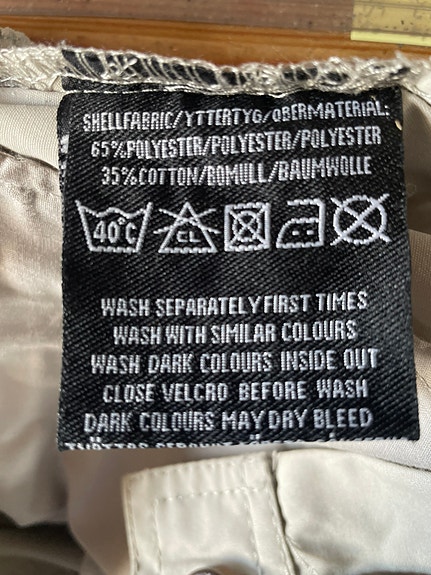 SHELLFABRIC/YTTERTYG/OBERMATERIAL:
65%POLYESTER/POLYESTER/POLYESTER
35%COTTON/BOMULL/BAUMWOLLE
40°C CL
WASH SEPARATELY FIRST TIMES
WASH WITH SIMILAR COLOURS
WASH DARK COLOURS INSIDE OUT
CLOSE VELCRO BEFORE WASH
DARK COLOURS MAY DRY BLEED